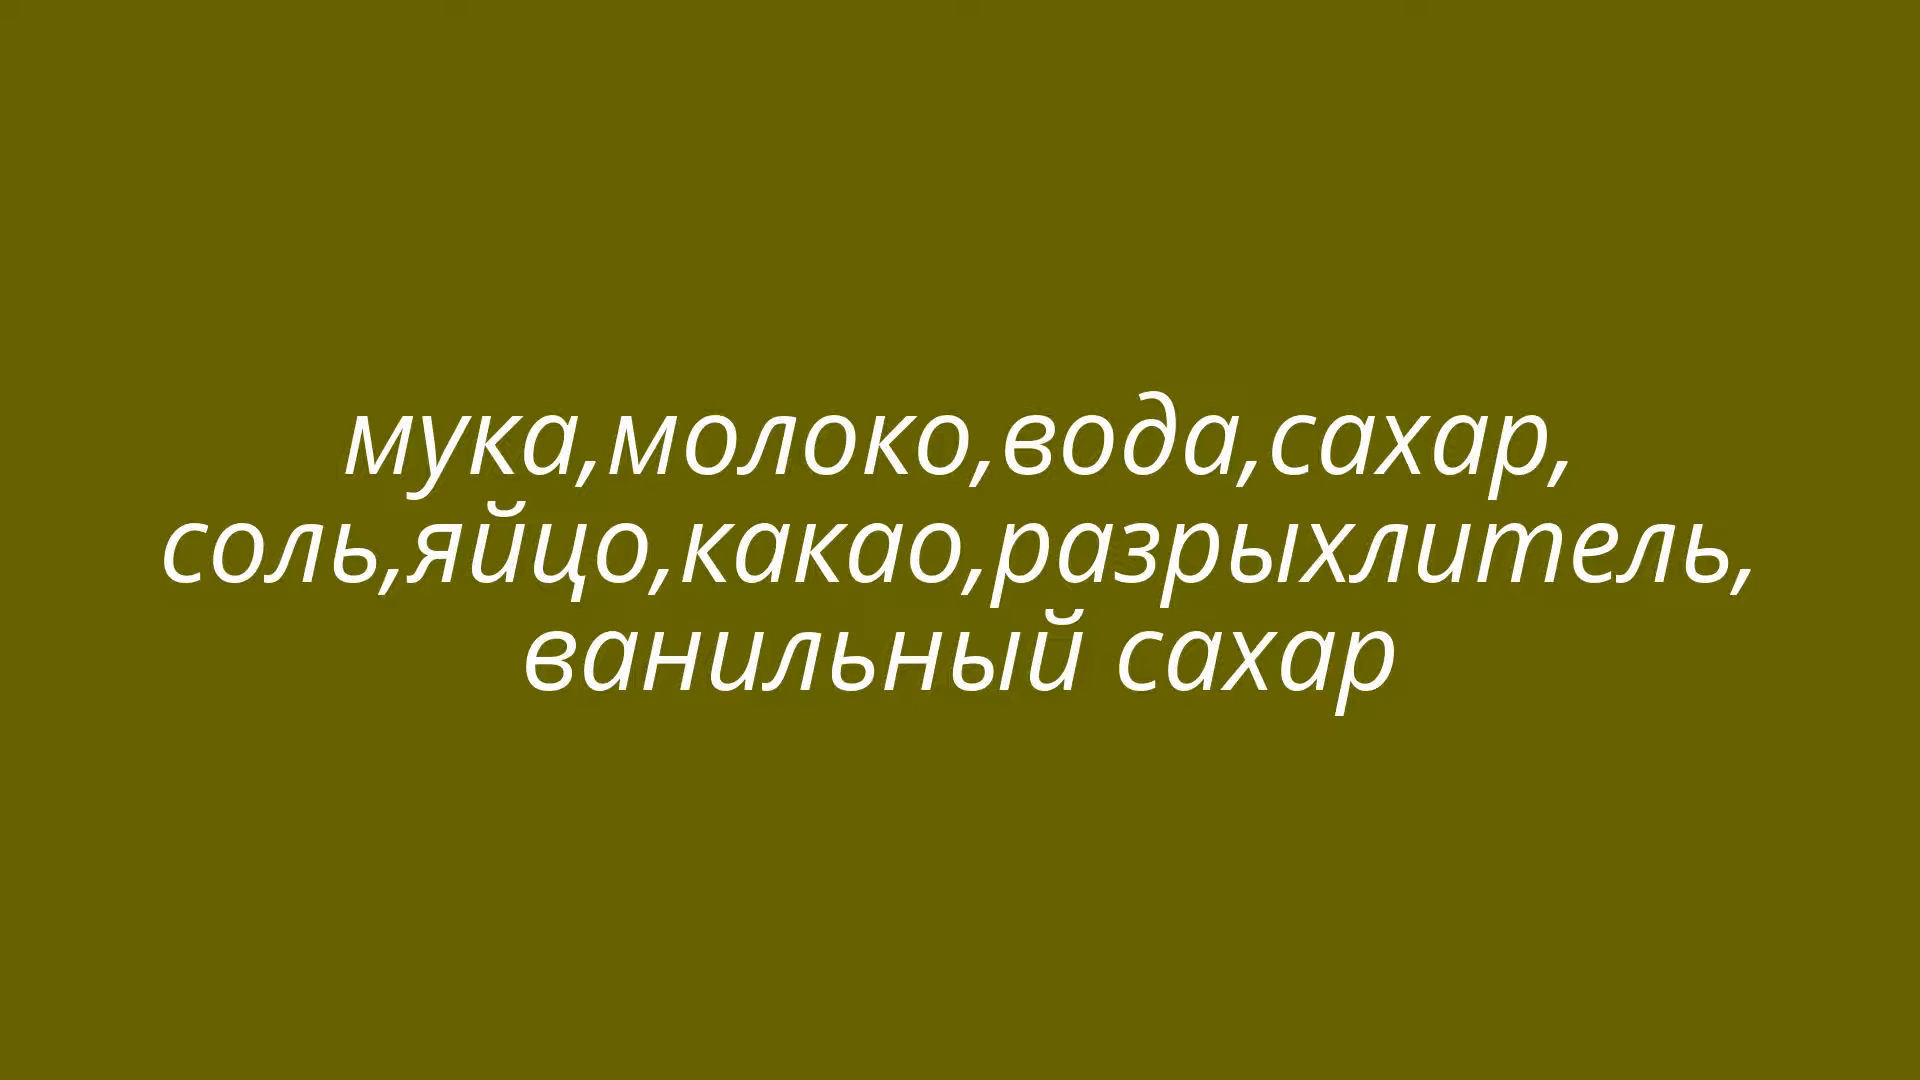 мука,молоко,вода,сахар,
соль,яйцо,какао,разрыхлитель,
ванильный сахар